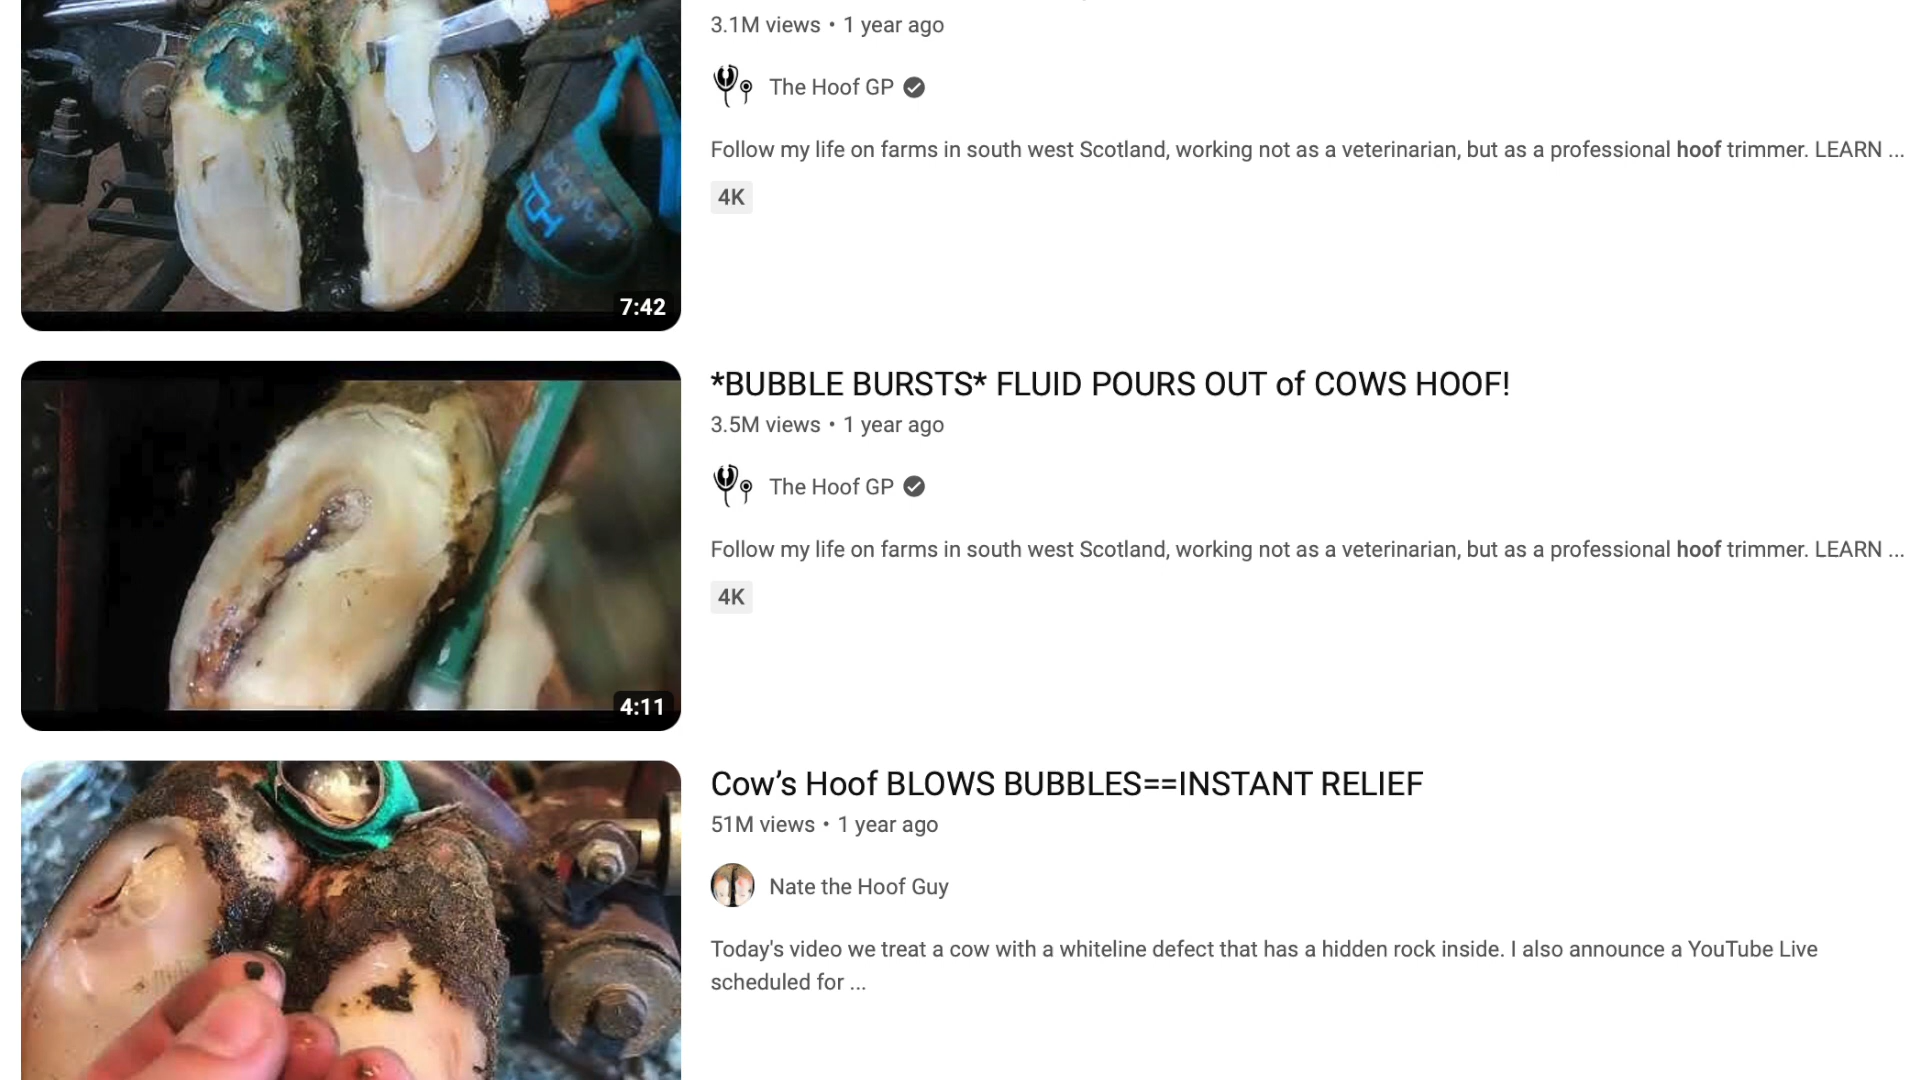 3.1M views • 1 year ago
The Hoof GP
Follow my life on farms in south west Scotland, working not as a veterinarian, but as a professional hoof trimmer. LEARN ...
4K
7:42
*BUBBLE BURSTS* FLUID POURS OUT of COWS HOOF!
3.5M views • 1 year ago
The Hoof GP
Follow my life on farms in south west Scotland, working not as a veterinarian, but as a professional hoof trimmer. LEARN ...
4K
4:11
Cow’s Hoof BLOWS BUBBLES==INSTANT RELIEF
51M views • 1 year ago
Nate the Hoof Guy
Today's video we treat a cow with a whiteline defect that has a hidden rock inside. I also announce a YouTube Live
scheduled for ...